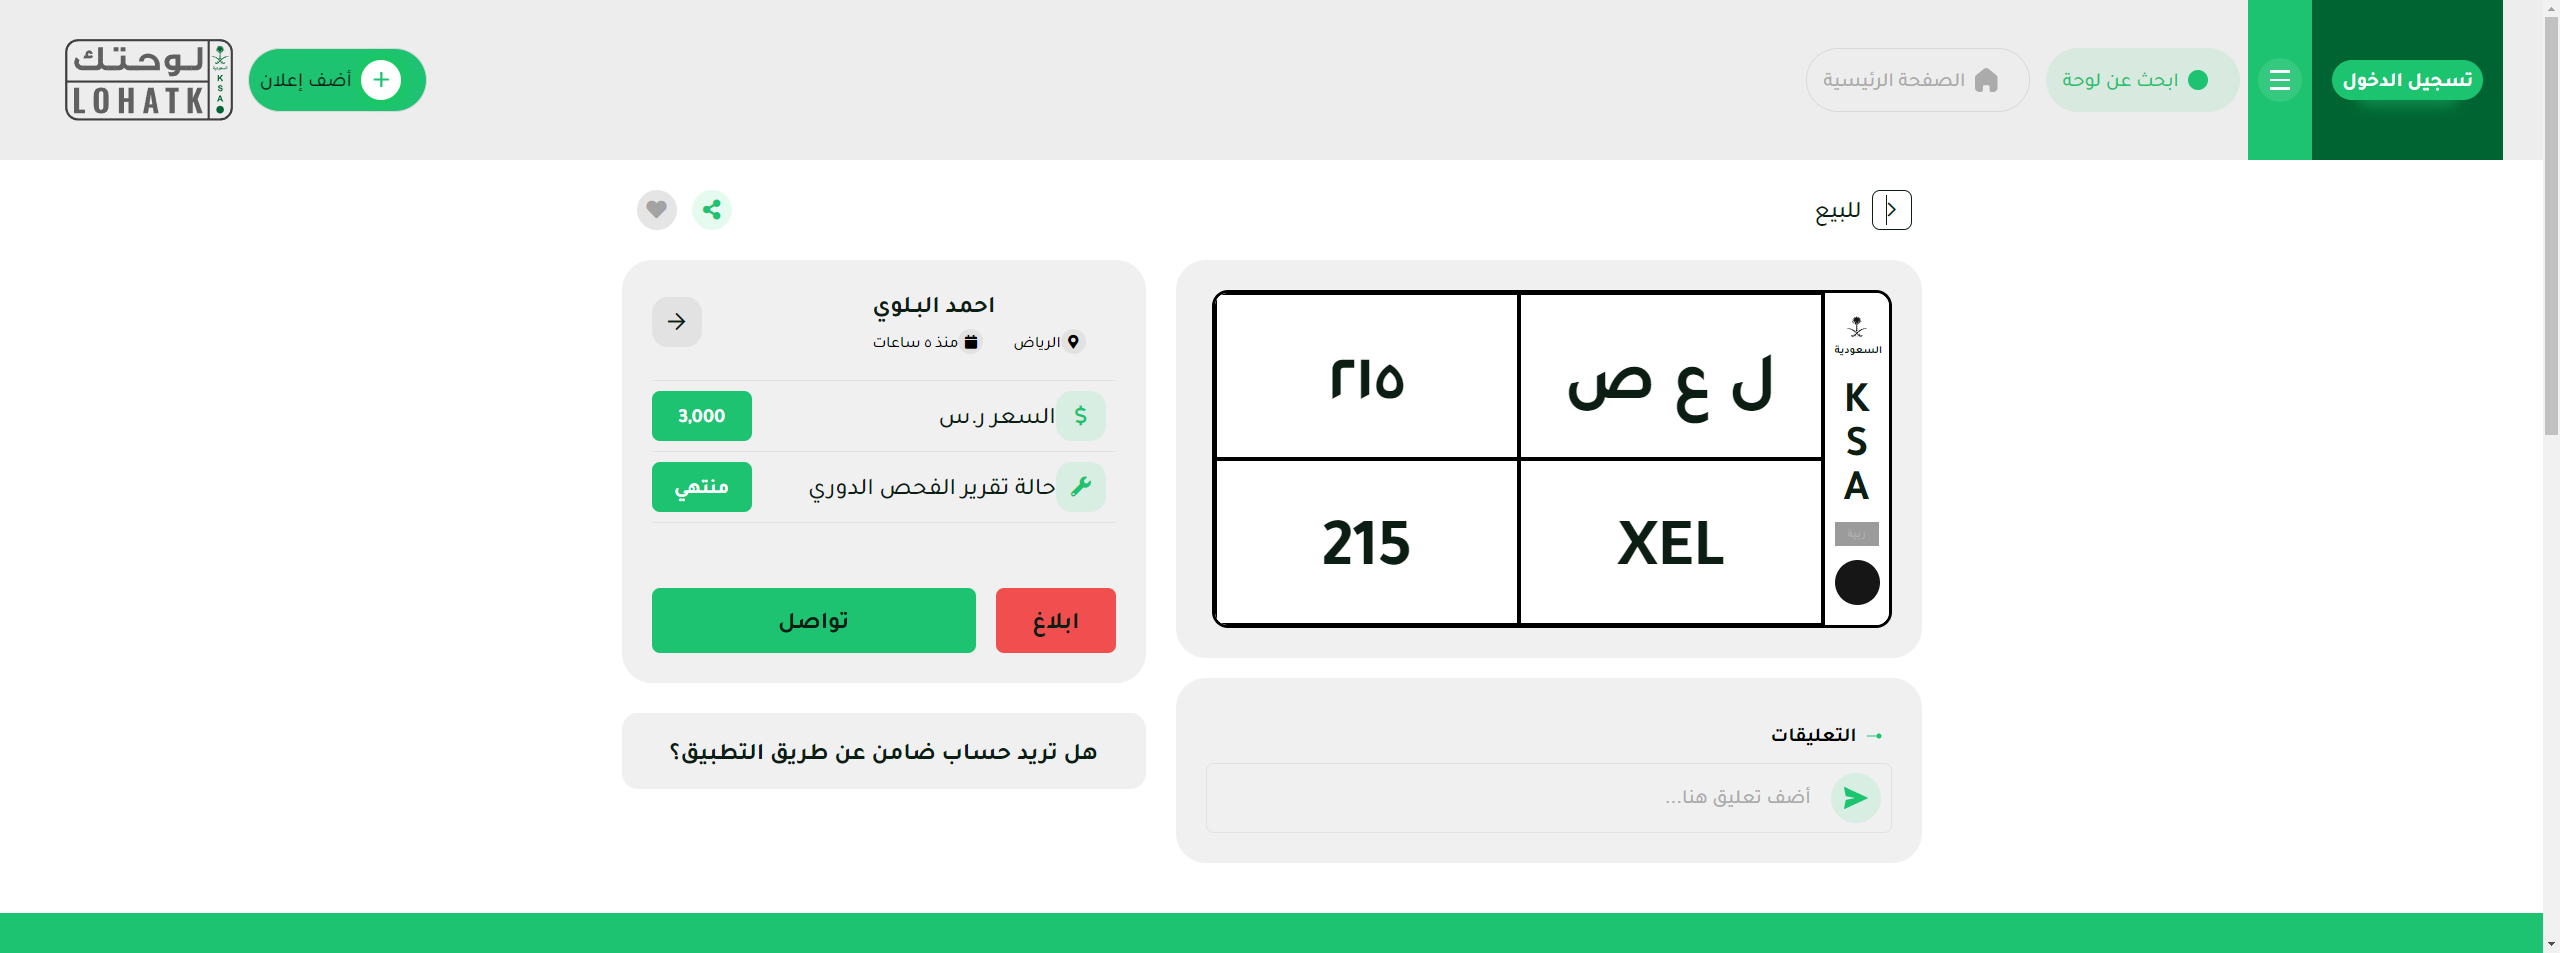 تسجيل الدخول
ابحث عن لوحة
الصفحة الرئيسية
أضف إعلان
لوحتك
السعودية
KSA
LOHATK
للبيع
السعودية
K
S
A
ل ع ص
٢١٥
XEL
215
احمد البلوي
الرياض
منذ ٥ ساعات
السعر ر.س
3,000
حالة تقرير الفحص الدوري
منتهي
ابلاغ
تواصل
هل تريد حساب ضامن عن طريق التطبيق؟
التعليقات
أضف تعليق هنا...